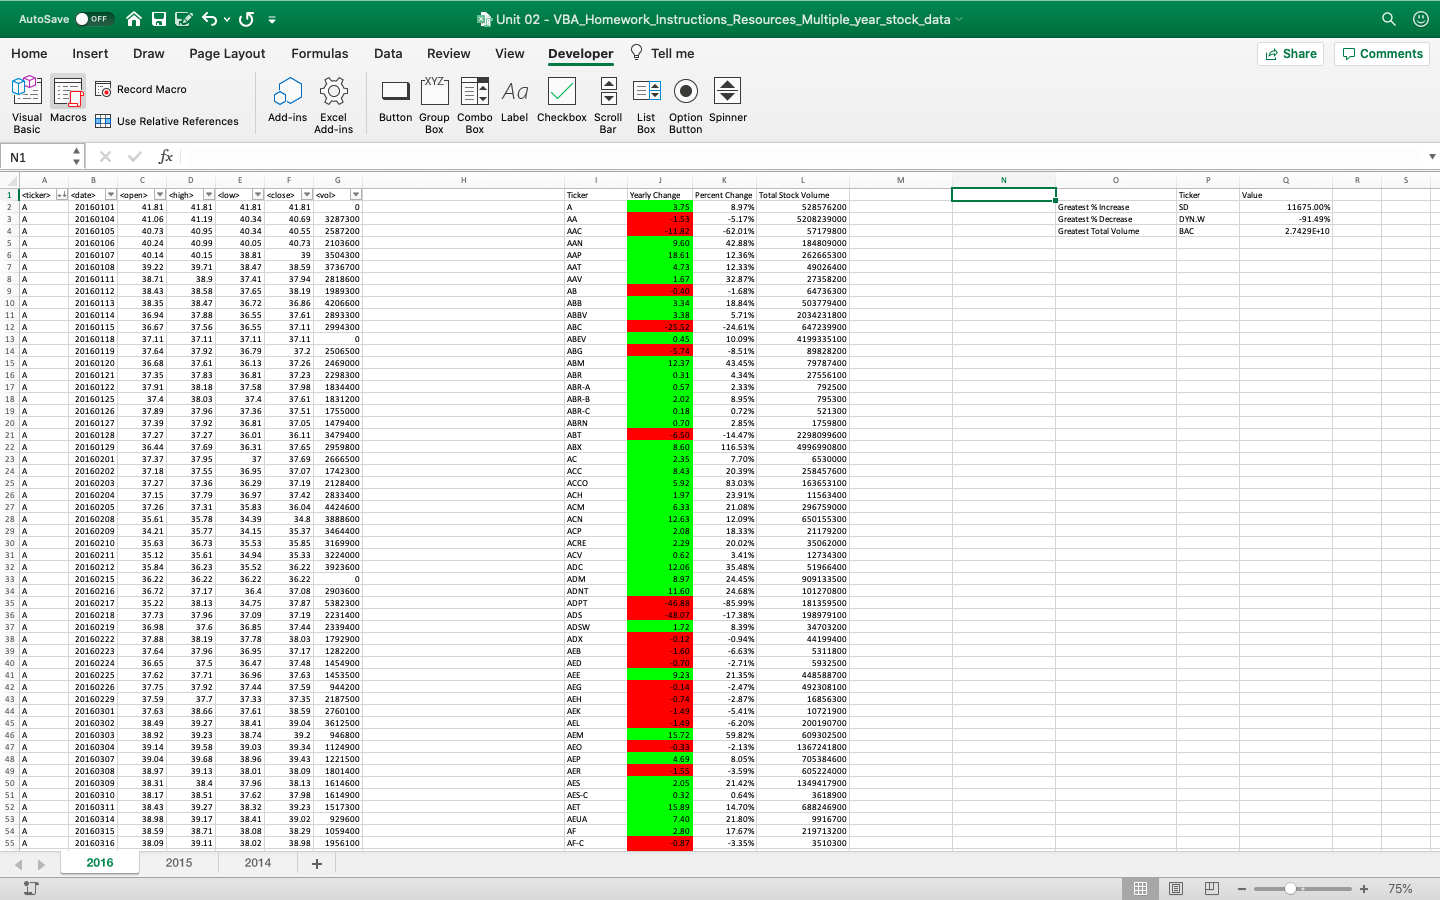 AutoSave OFF Unit 02 - VBA_Homework_Instructions_Resources_Multiple_year_stock_data
Home Insert Draw Page Layout Formulas Data Review View Developer Tell me Share Comments
Visual Basic Macros Record Macro Use Relative References Add-ins Excel Add-ins Button Group Box Combo Box Label Checkbox Scroll Bar List Box Option Button Spinner
N1 fx
A B C D E F G H I J K L M N O P Q R S
1 <ticker> <date> <open> <high> <low> <close> <vol> Ticker Yearly Change Percent Change Total Stock Volume Ticker Value
2 A 20160101 41.81 41.81 41.81 41.81 0 A 3.75 8.97% 528576200 Greatest % Increase SD 11675.00%
3 A 20160104 41.06 41.19 40.34 40.69 3287300 AA -1.53 -5.17% 5208239000 Greatest % Decrease DYN.W -91.49%
4 A 20160105 40.73 40.95 40.34 40.55 2587200 AAC -11.82 -62.01% 57179800 Greatest Total Volume BAC 2.7429E+10
5 A 20160106 40.24 40.99 40.05 40.73 2103600 AAN 9.60 42.88% 184809000
6 A 20160107 40.14 40.15 38.81 39 3504300 AAP 18.61 12.36% 262665300
7 A 20160108 39.22 39.71 38.47 38.59 3736700 AAT 4.73 12.33% 49026400
8 A 20160111 38.71 38.9 37.41 37.94 2818600 AAV 1.67 32.87% 27358200
9 A 20160112 38.43 38.58 37.65 38.19 1989300 AB -0.40 -1.68% 64736300
10 A 20160113 38.35 38.47 36.72 36.86 4206600 ABB 3.34 18.84% 503779400
11 A 20160114 36.94 37.88 36.55 37.61 2893300 ABBV 3.38 5.71% 2034231800
12 A 20160115 36.67 37.56 36.55 37.11 2994300 ABC -25.52 -24.61% 647239900
13 A 20160118 37.11 37.11 37.11 37.11 0 ABEV 0.45 10.09% 4199335100
14 A 20160119 37.64 37.92 36.79 37.2 2506500 ABG -5.74 -8.51% 89828200
15 A 20160120 36.68 37.61 36.13 37.26 2469000 ABM 12.37 43.45% 79787400
16 A 20160121 37.35 37.83 36.81 37.23 2298300 ABR 0.31 4.34% 27556100
17 A 20160122 37.91 38.18 37.58 37.98 1834400 ABR-A 0.57 2.33% 792500
18 A 20160125 37.4 38.03 37.4 37.61 1831200 ABR-B 2.02 8.95% 795300
19 A 20160126 37.89 37.96 37.36 37.51 1755000 ABR-C 0.18 0.72% 521300
20 A 20160127 37.39 37.92 36.81 37.05 1479400 ABRN 0.70 2.85% 1759800
21 A 20160128 37.27 37.27 36.01 36.11 3479400 ABT -6.50 -14.47% 2298099600
22 A 20160129 36.44 37.69 36.31 37.65 2959800 ABX 8.60 116.53% 4996990800
23 A 20160201 37.37 37.95 37 37.69 2666500 AC 2.35 7.70% 6530000
24 A 20160202 37.18 37.55 36.95 37.07 1742300 ACC 8.43 20.39% 258457600
25 A 20160203 37.27 37.36 36.29 37.19 2128400 ACCO 5.92 83.03% 163653100
26 A 20160204 37.15 37.79 36.97 37.42 2833400 ACH 1.97 23.91% 11563400
27 A 20160205 37.26 37.31 35.83 36.04 4424600 ACM 6.33 21.08% 296759000
28 A 20160208 35.61 35.78 34.39 34.8 3888600 ACN 12.63 12.09% 650155300
29 A 20160209 34.21 35.77 34.15 35.37 3464400 ACP 2.08 18.33% 21179200
30 A 20160210 35.63 36.73 35.53 35.85 3169900 ACRE 2.29 20.02% 35062000
31 A 20160211 35.12 35.61 34.94 35.33 3224000 ACV 0.62 3.41% 12734300
32 A 20160212 35.84 36.23 35.52 36.22 3923600 ADC 12.06 35.48% 51966400
33 A 20160215 36.22 36.22 36.22 36.22 0 ADM 8.97 24.45% 909133500
34 A 20160216 36.72 37.17 36.4 37.08 2903600 ADNT 11.60 24.68% 101270800
35 A 20160217 35.22 38.13 34.75 37.87 5382300 ADPT -46.88 -85.99% 181359500
36 A 20160218 37.73 37.96 37.09 37.19 2231400 ADS -48.07 -17.38% 198979100
37 A 20160219 36.98 37.6 36.85 37.44 2339400 ADSW 1.72 8.39% 34703200
38 A 20160222 37.88 38.19 37.78 38.03 1792900 ADX -0.12 -0.94% 44199400
39 A 20160223 37.64 37.96 36.95 37.17 1282200 AEB -1.60 -6.63% 5311800
40 A 20160224 36.65 37.5 36.47 37.48 1454900 AED -0.70 -2.71% 5932500
41 A 20160225 37.62 37.71 36.96 37.63 1453500 AEE 9.23 21.35% 448588700
42 A 20160226 37.75 37.92 37.44 37.59 944200 AEG -0.14 -2.47% 492308100
43 A 20160229 37.59 37.7 37.33 37.35 2187500 AEH -0.74 -2.87% 16856300
44 A 20160301 37.63 38.66 37.61 38.59 2760100 AEK -1.49 -5.41% 10721900
45 A 20160302 38.49 39.27 38.41 39.04 3612500 AEL -1.49 -6.20% 200190700
46 A 20160303 38.92 39.23 38.74 39.2 946800 AEM 15.72 59.82% 609302500
47 A 20160304 39.14 39.58 39.03 39.34 1124900 AEO -0.33 -2.13% 1367241800
48 A 20160307 39.04 39.68 38.96 39.43 1221500 AEP 4.69 8.05% 705384600
49 A 20160308 38.97 39.13 38.01 38.09 1801400 AER -1.55 -3.59% 605224000
50 A 20160309 38.31 38.4 37.96 38.13 1614600 AES 2.05 21.42% 1349417900
51 A 20160310 38.17 38.51 37.62 37.98 1614900 AES-C 0.32 0.64% 3618900
52 A 20160311 38.43 39.27 38.32 39.23 1517300 AET 15.89 14.70% 688246900
53 A 20160314 38.98 39.17 38.41 39.02 929600 AEUA 7.40 21.80% 9916700
54 A 20160315 38.59 38.71 38.08 38.29 1059400 AF 2.80 17.67% 219713200
55 A 20160316 38.09 39.11 38.02 38.98 1956100 AF-C -0.87 -3.35% 3510300
2016 2015 2014 +
75%